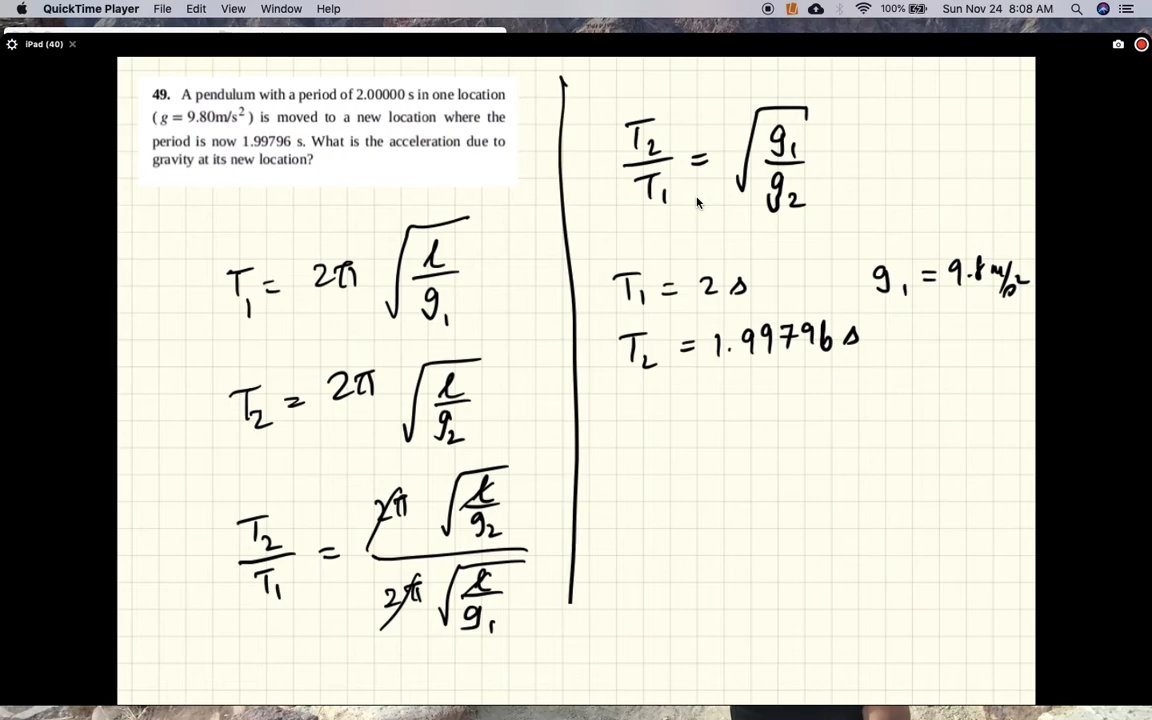 QuickTime Player File Edit View Window Help 100% Sun Nov 24 8:08 AM
iPad (40)
49. A pendulum with a period of 2.00000 s in one location
(g = 9.80m/s²) is moved to a new location where the
period is now 1.99796 s. What is the acceleration due to
gravity at its new location?
T₁ = 2π √(l/g₁)
T₂ = 2π √(l/g₂)
T₂/T₁ = 2π √(l/g₂) / 2π √(l/g₁)
T₂/T₁ = √(g₁/g₂)
T₁ = 2 s g₁ = 9.8 m/s²
T₂ = 1.99796 s